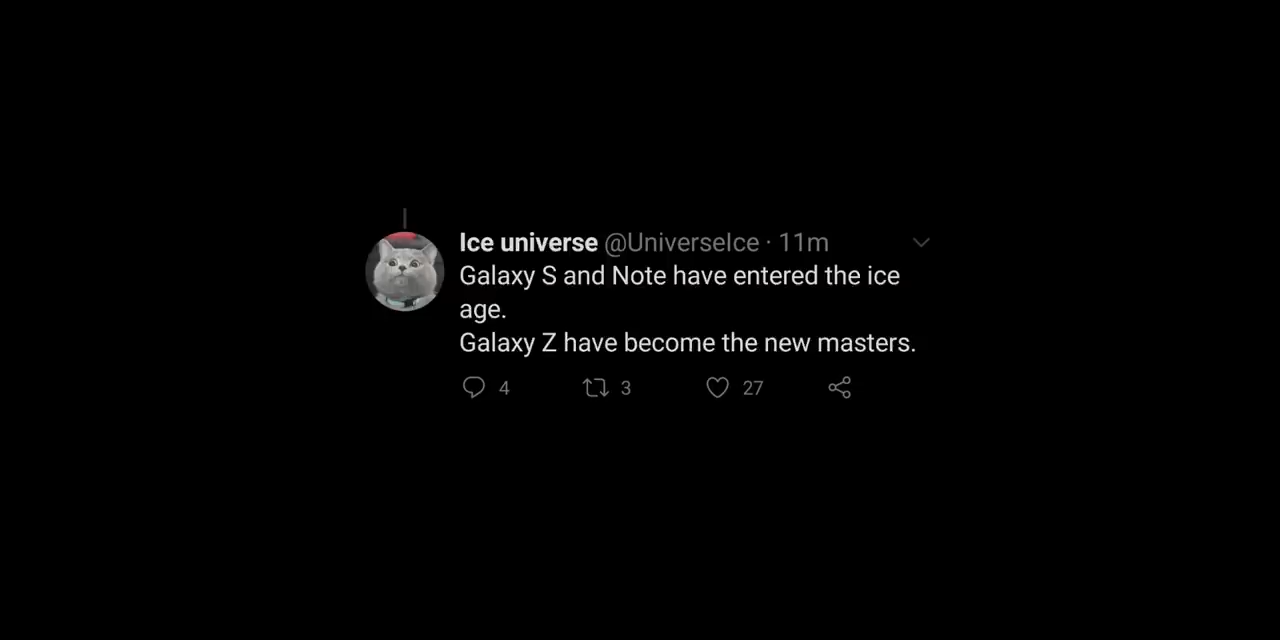 Ice universe @UniverseIce · 11m
Galaxy S and Note have entered the ice
age.
Galaxy Z have become the new masters.
4 3 27